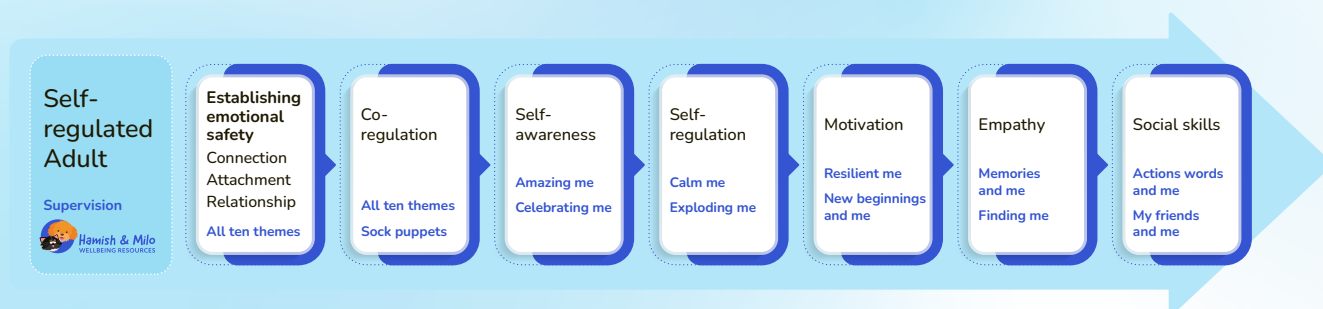 Self-
regulated
Adult
Supervision
Hamish & Milo
WELLBEING RESOURCES
Establishing
emotional
safety
Connection
Attachment
Relationship
All ten themes
Co-
regulation
All ten themes
Sock puppets
Self-
awareness
Amazing me
Celebrating me
Self-
regulation
Calm me
Exploding me
Motivation
Resilient me
New beginnings
and me
Empathy
Memories
and me
Finding me
Social skills
Actions words
and me
My friends
and me